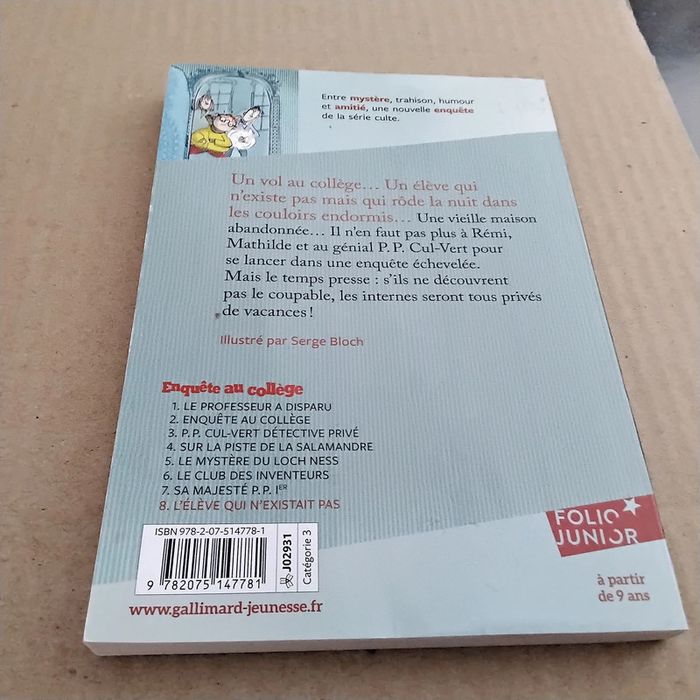 Entre mystère, trahison, humour
et amitié, une nouvelle enquête
de la série culte.
Un vol au collège... Un élève qui
n'existe pas mais qui rôde la nuit dans
les couloirs endormis... Une vieille maison
abandonnée... Il n'en faut pas plus à Rémi,
Mathilde et au génial P. P. Cul-Vert pour
se lancer dans une enquête échevelée.
Mais le temps presse : s'ils ne découvrent
pas le coupable, les internes seront tous privés
de vacances !
Illustré par Serge Bloch
Enquête au collège
1. LE PROFESSEUR A DISPARU
2. ENQUÊTE AU COLLÈGE
3. P. P. CUL-VERT DÉTECTIVE PRIVÉ
4. SUR LA PISTE DE LA SALAMANDRE
5. LE MYSTÈRE DU LOCH NESS
6. LE CLUB DES INVENTEURS
7. SA MAJESTÉ P. P. IER
8. L'ÉLÈVE QUI N'EXISTAIT PAS
ISBN 978-2-07-514778-1
9 782075 147781
J02931
Catégorie 3
www.gallimard-jeunesse.fr
FOLIO
JUNIOR
à partir
de 9 ans